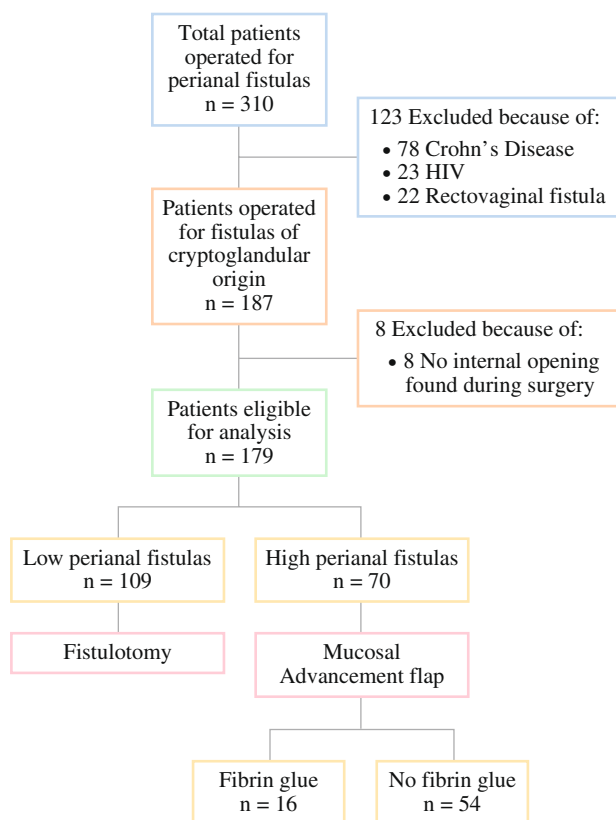 Total patients
operated for
perianal fistulas
n = 310
123 Excluded because of:
• 78 Crohn’s Disease
• 23 HIV
• 22 Rectovaginal fistula
Patients operated
for fistulas of
cryptoglandular
origin
n = 187
8 Excluded because of:
• 8 No internal opening
found during surgery
Patients eligible
for analysis
n = 179
Low perianal fistulas
n = 109
High perianal fistulas
n = 70
Fistulotomy
Mucosal
Advancement flap
Fibrin glue
n = 16
No fibrin glue
n = 54